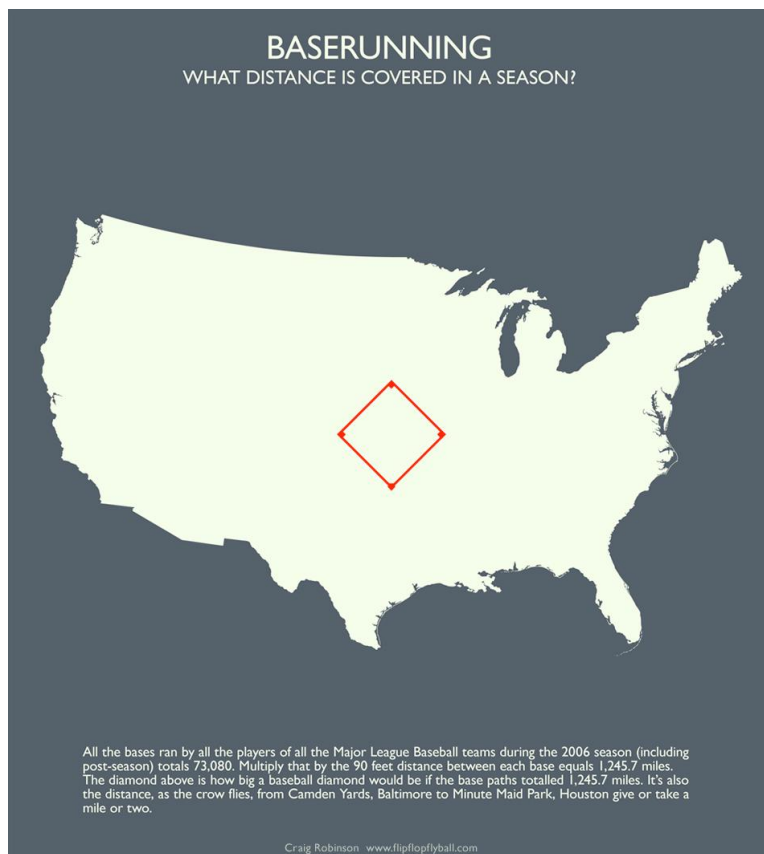 BASERUNNING
WHAT DISTANCE IS COVERED IN A SEASON?
All the bases ran by all the players of all the Major League Baseball teams during the 2006 season (including
post-season) totals 73,080. Multiply that by the 90 feet distance between each base equals 1,245.7 miles.
The diamond above is how big a baseball diamond would be if the base paths totalled 1,245.7 miles. It's also
the distance, as the crow flies, from Camden Yards, Baltimore to Minute Maid Park, Houston give or take a
mile or two.
Craig Robinson www.flipflopflyball.com